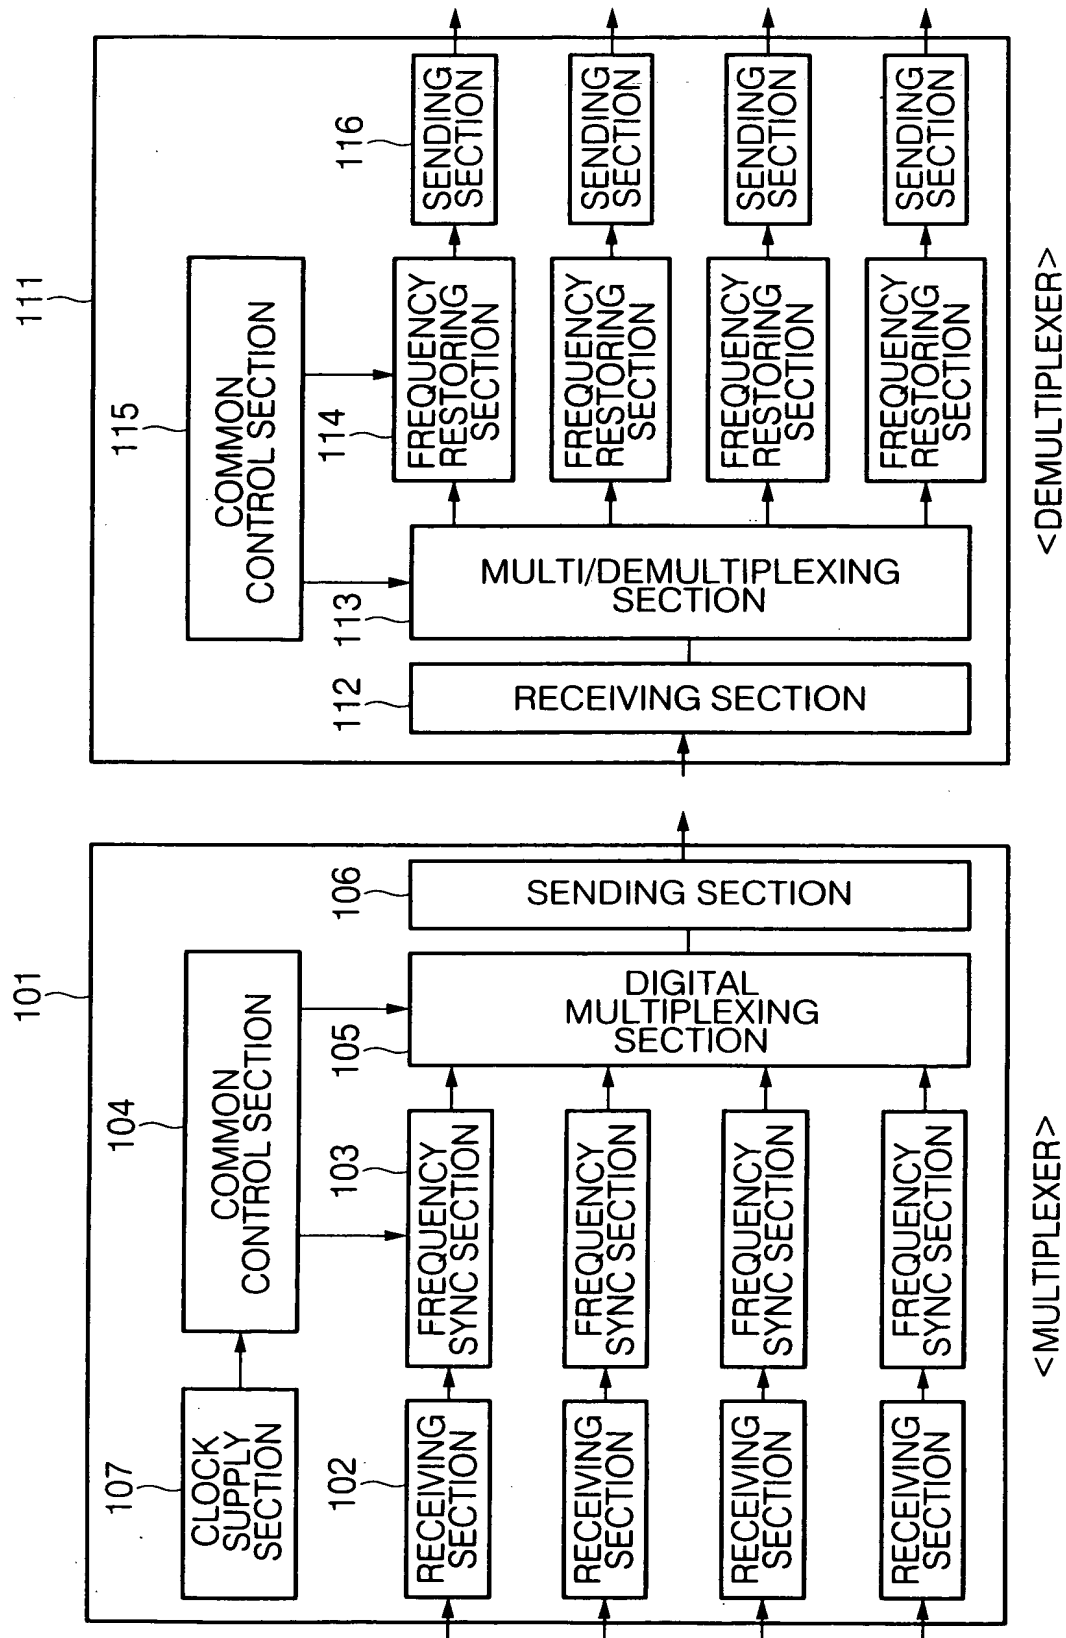 101
107
CLOCK
SUPPLY
SECTION
104
COMMON
CONTROL SECTION
102
RECEIVING
SECTION
103
FREQUENCY
SYNC SECTION
105
DIGITAL
MULTIPLEXING
SECTION
106
SENDING SECTION
RECEIVING
SECTION
FREQUENCY
SYNC SECTION
RECEIVING
SECTION
FREQUENCY
SYNC SECTION
RECEIVING
SECTION
FREQUENCY
SYNC SECTION
<MULTIPLEXER>
111
115
COMMON
CONTROL SECTION
112
RECEIVING SECTION
113
MULTI/DEMULTIPLEXING
SECTION
114
FREQUENCY
RESTORING
SECTION
116
SENDING
SECTION
FREQUENCY
RESTORING
SECTION
SENDING
SECTION
FREQUENCY
RESTORING
SECTION
SENDING
SECTION
FREQUENCY
RESTORING
SECTION
SENDING
SECTION
<DEMULTIPLEXER>